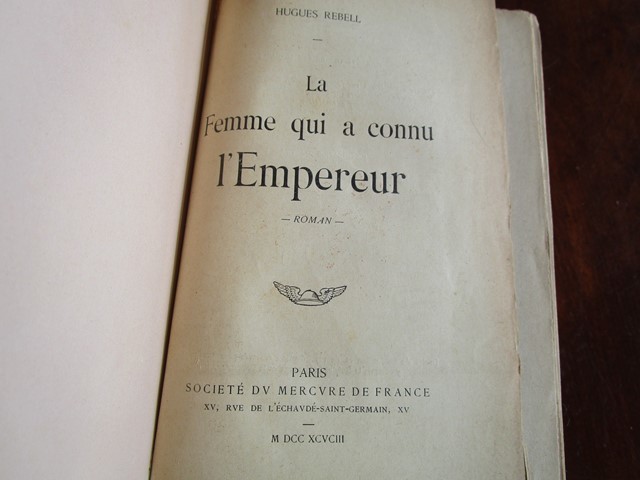 HUGUES REBELL
—
La
Femme qui a connu
l'Empereur
— ROMAN —
PARIS
SOCIETÉ DV MERCVRE DE FRANCE
XV, RVE DE L'ÉCHAVDÉ-SAINT-GERMAIN, XV
—
M DCC XCVCIII